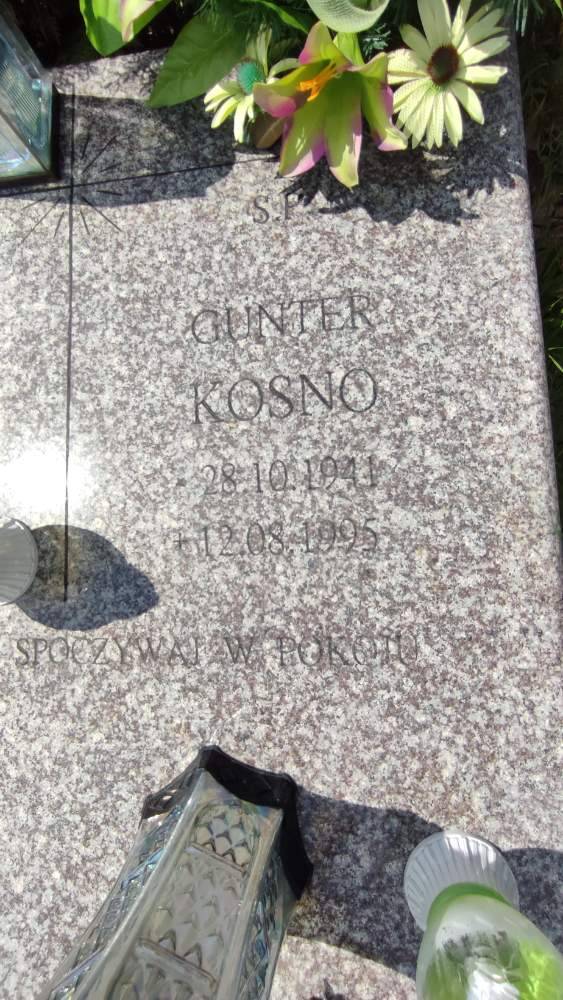 S.P
GUNTER
KOSNO
28.10.1941
+12.08.1995
SPOCZYWAJ W POKOJU